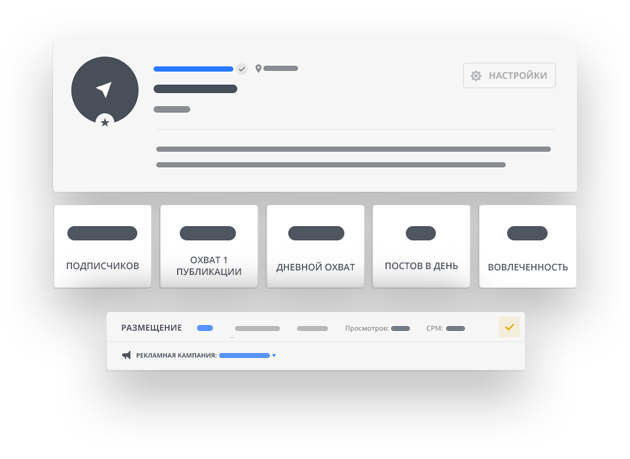 НАСТРОЙКИ
ПОДПИСЧИКОВ
ОХВАТ 1
ПУБЛИКАЦИИ
ДНЕВНОЙ ОХВАТ
ПОСТОВ В ДЕНЬ
ВОВЛЕЧЕННОСТЬ
РАЗМЕЩЕНИЕ Просмотров: CPM:
РЕКЛАМНАЯ КАМПАНИЯ: